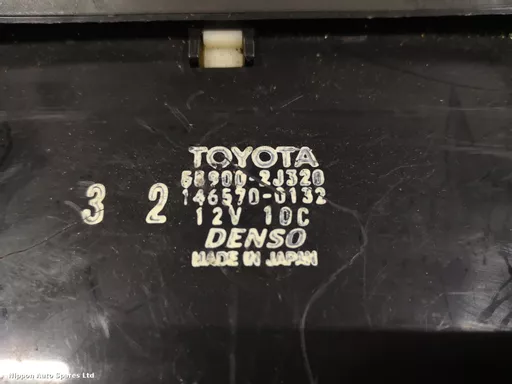 TOYOTA
55900-2J320
146570-0132
3 2
12V 10C
DENSO
MADE IN JAPAN
Nippon Auto Spares Ltd